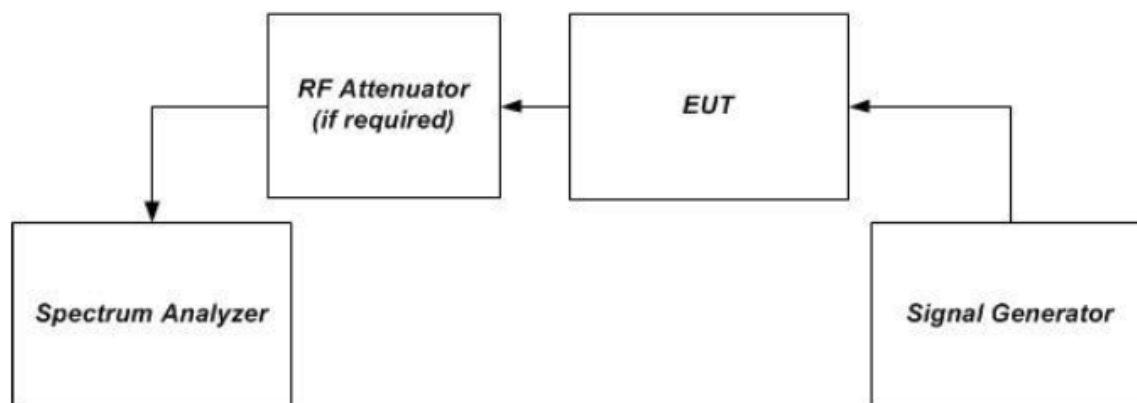 RF Attenuator
(if required)
EUT
Spectrum Analyzer
Signal Generator